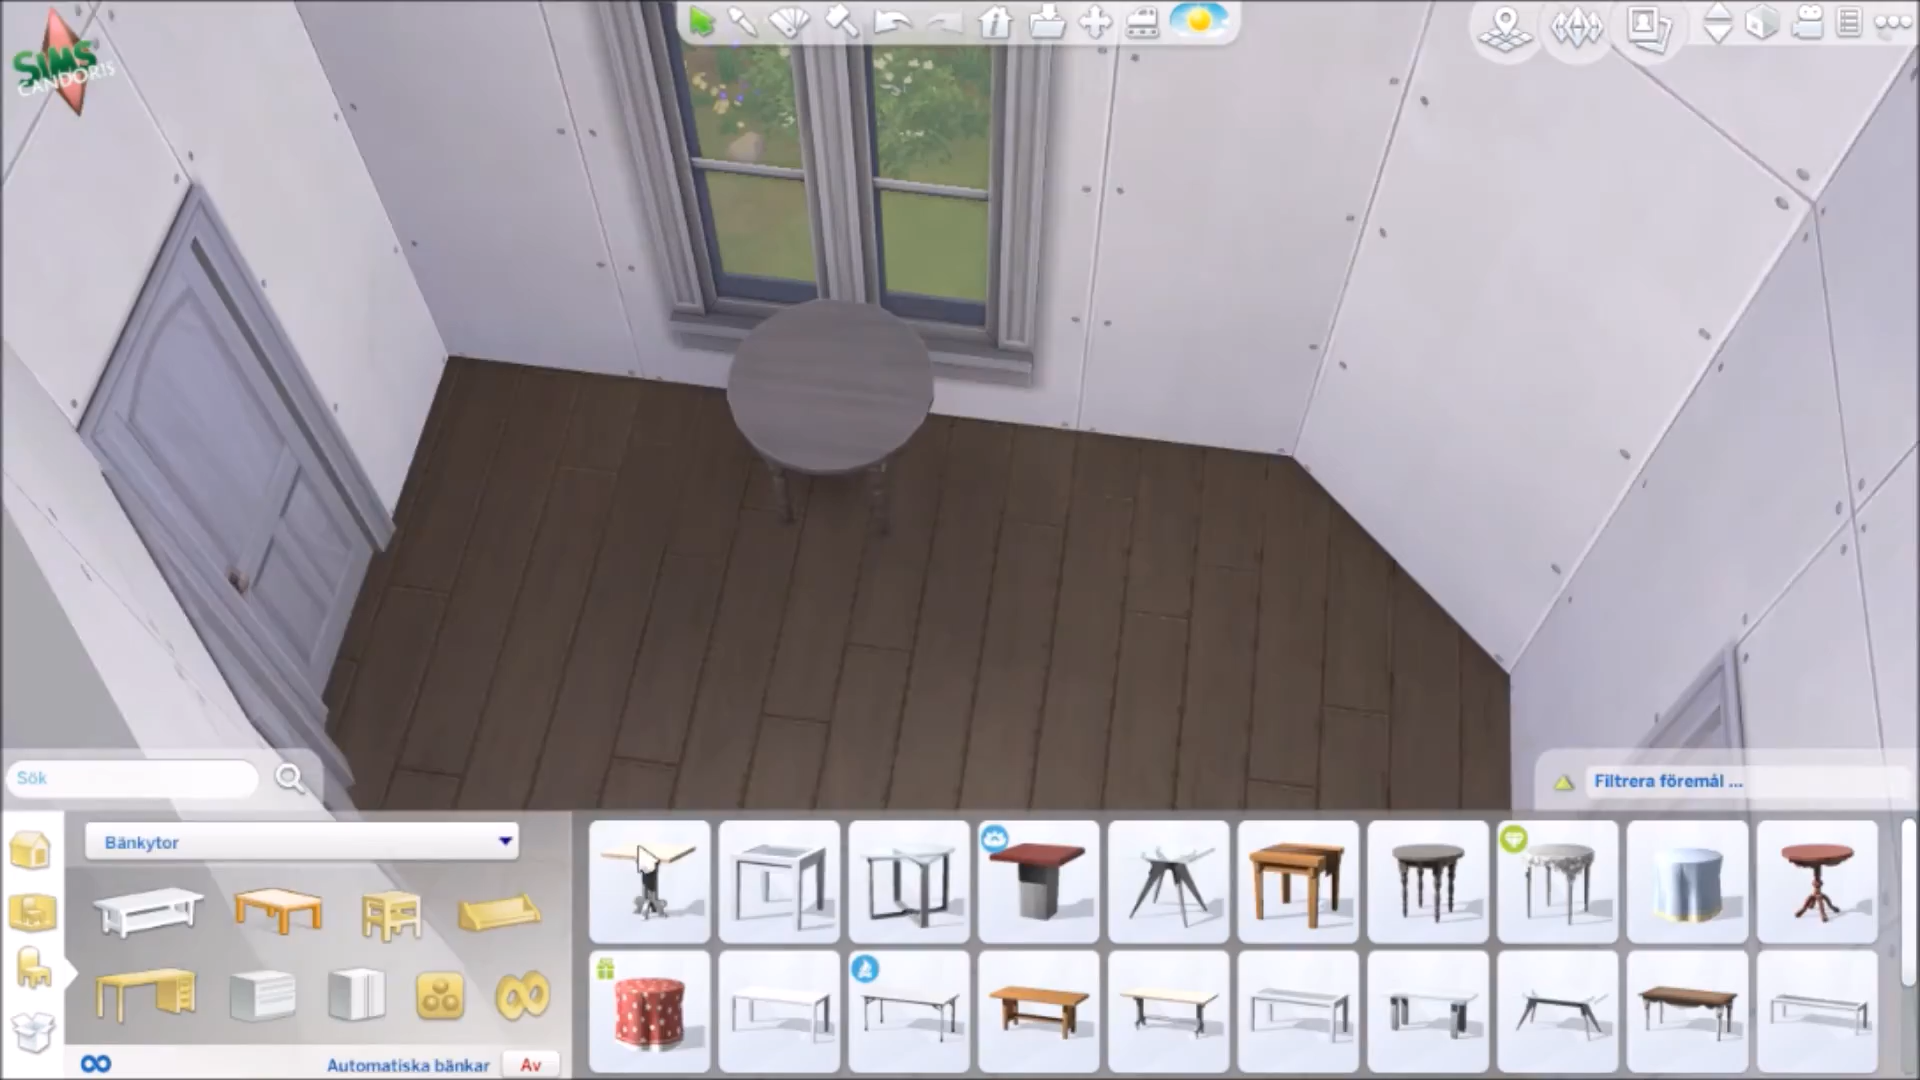 SIMS
CANDORIS
Sök
Filtrera föremål ...
Bänkytor
Automatiska bänkar
Av